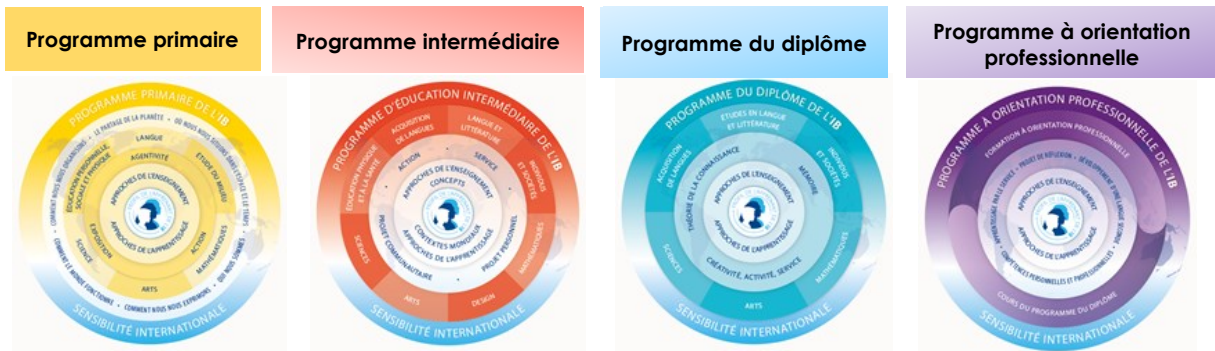 Programme primaire
Programme intermédiaire
Programme du diplôme
Programme à orientation
professionnelle
PROGRAMME PRIMAIRE DE L'IB
LE PARTAGE DE LA PLANÈTE • OÙ NOUS NOUS SITUONS DANS L'ESPACE ET LE TEMPS • QUI NOUS SOMMES • COMMENT NOUS NOUS EXPRIMONS • COMMENT LE MONDE FONCTIONNE • COMMENT NOUS NOUS ORGANISONS •
LANGUE
ÉTUDE DU MILIEU
MATHÉMATIQUES
ARTS
SCIENCE
ÉDUCATION PERSONNELLE,
SOCIALE ET PHYSIQUE
AGENTIVITÉ
ACTION
EXPOSITION
APPROCHES DE L'ENSEIGNEMENT
APPROCHES DE L'APPRENTISSAGE
SENSIBILITÉ INTERNATIONALE
PROGRAMME D'ÉDUCATION INTERMÉDIAIRE DE L'IB
ACQUISITION
DE LANGUES
LANGUE ET
LITTÉRATURE
INDIVIDUS
ET SOCIÉTÉS
MATHÉMATIQUES
DESIGN
ARTS
SCIENCES
ÉDUCATION PHYSIQUE
ET À LA SANTÉ
ACTION
SERVICE
PROJET PERSONNEL
PROJET COMMUNAUTAIRE
APPROCHES DE L'ENSEIGNEMENT
CONCEPTS
CONTEXTES MONDIAUX
APPROCHES DE L'APPRENTISSAGE
SENSIBILITÉ INTERNATIONALE
PROGRAMME DU DIPLÔME DE L'IB
ÉTUDES EN LANGUE
ET LITTÉRATURE
INDIVIDUS
ET SOCIÉTÉS
MATHÉMATIQUES
ARTS
SCIENCES
ACQUISITION
DE LANGUES
THÉORIE DE LA CONNAISSANCE
MÉMOIRE
CRÉATIVITÉ, ACTIVITÉ, SERVICE
APPROCHES DE L'ENSEIGNEMENT
APPROCHES DE L'APPRENTISSAGE
SENSIBILITÉ INTERNATIONALE
PROGRAMME À ORIENTATION PROFESSIONNELLE DE L'IB
FORMATION À ORIENTATION PROFESSIONNELLE
PROJET DE RÉFLEXION • DÉVELOPPEMENT D'UNE LANGUE SECONDE • COMPÉTENCES PERSONNELLES ET PROFESSIONNELLES • APPRENTISSAGE PAR LE SERVICE •
APPROCHES DE L'ENSEIGNEMENT
APPROCHES DE L'APPRENTISSAGE
COURS DU PROGRAMME DU DIPLÔME
SENSIBILITÉ INTERNATIONALE